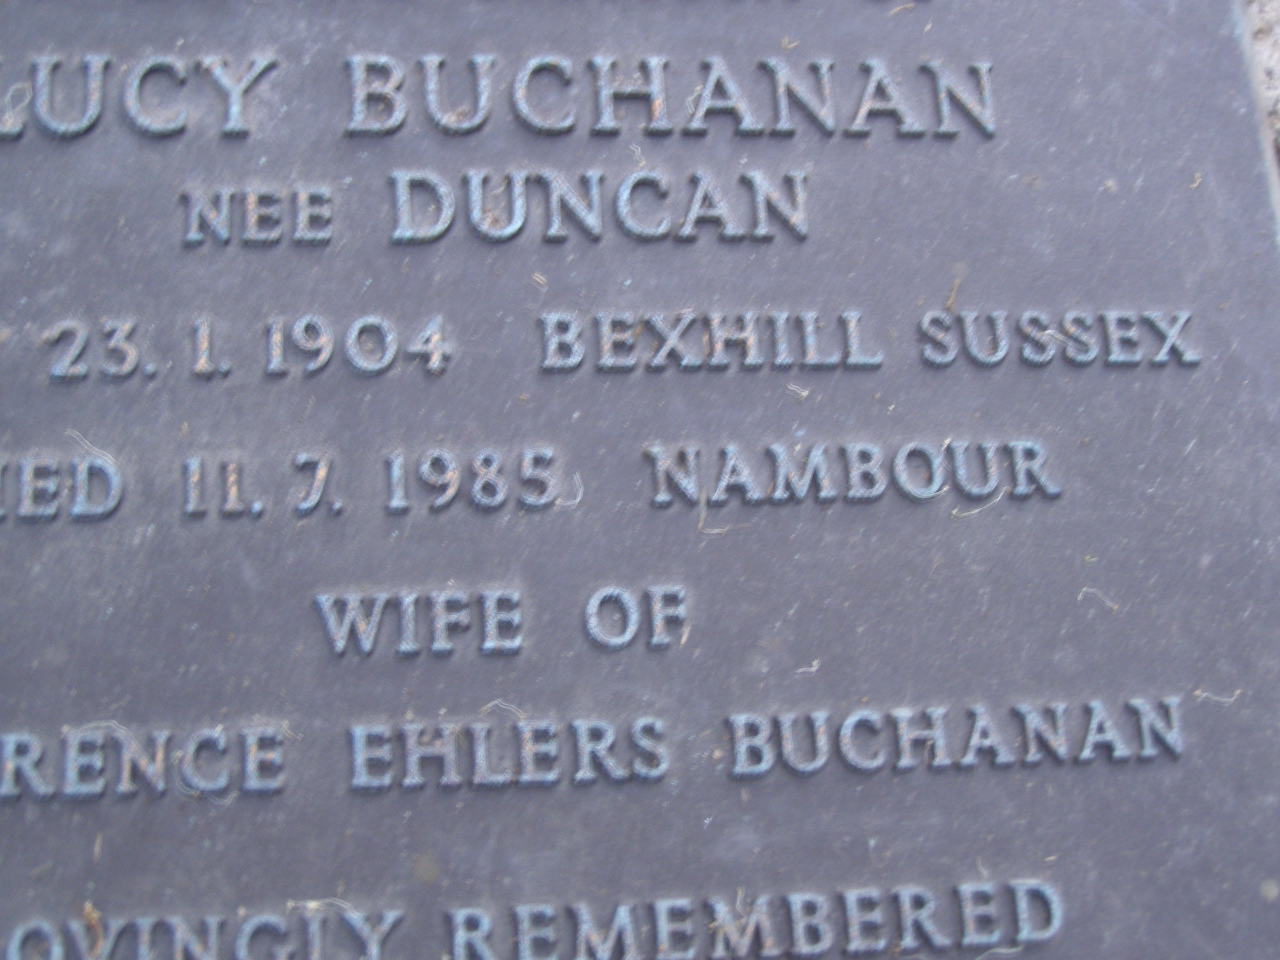 LUCY BUCHANAN
NEE DUNCAN
23. 1. 1904 BEXHILL SUSSEX
IED 11. 7. 1985 NAMBOUR
WIFE OF
RENCE EHLERS BUCHANAN
OVINGLY REMEMBERED